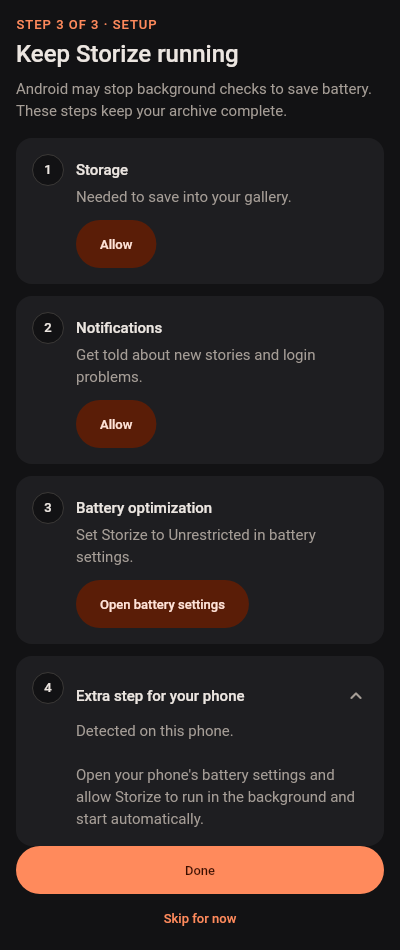 STEP 3 OF 3 · SETUP
Keep Storize running
Android may stop background checks to save battery.
These steps keep your archive complete.
1
Storage
Needed to save into your gallery.
Allow
2
Notifications
Get told about new stories and login
problems.
Allow
3
Battery optimization
Set Storize to Unrestricted in battery
settings.
Open battery settings
4
Extra step for your phone
Detected on this phone.
Open your phone's battery settings and
allow Storize to run in the background and
start automatically.
Done
Skip for now